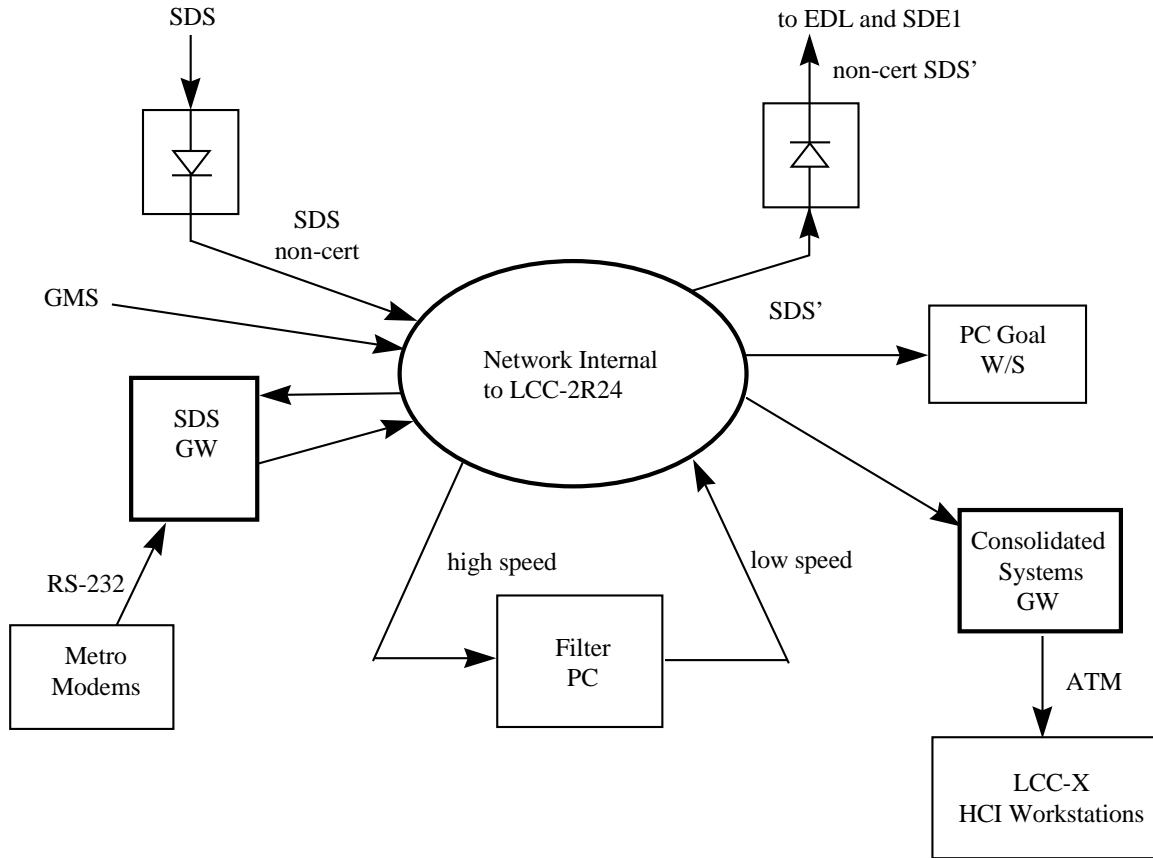 SDS
to EDL and SDE1
non-cert SDS’
SDS
non-cert
GMS
SDS’
Network Internal
to LCC-2R24
PC Goal
W/S
SDS
GW
high speed
low speed
Consolidated
Systems
GW
RS-232
Metro
Modems
Filter
PC
ATM
LCC-X
HCI Workstations